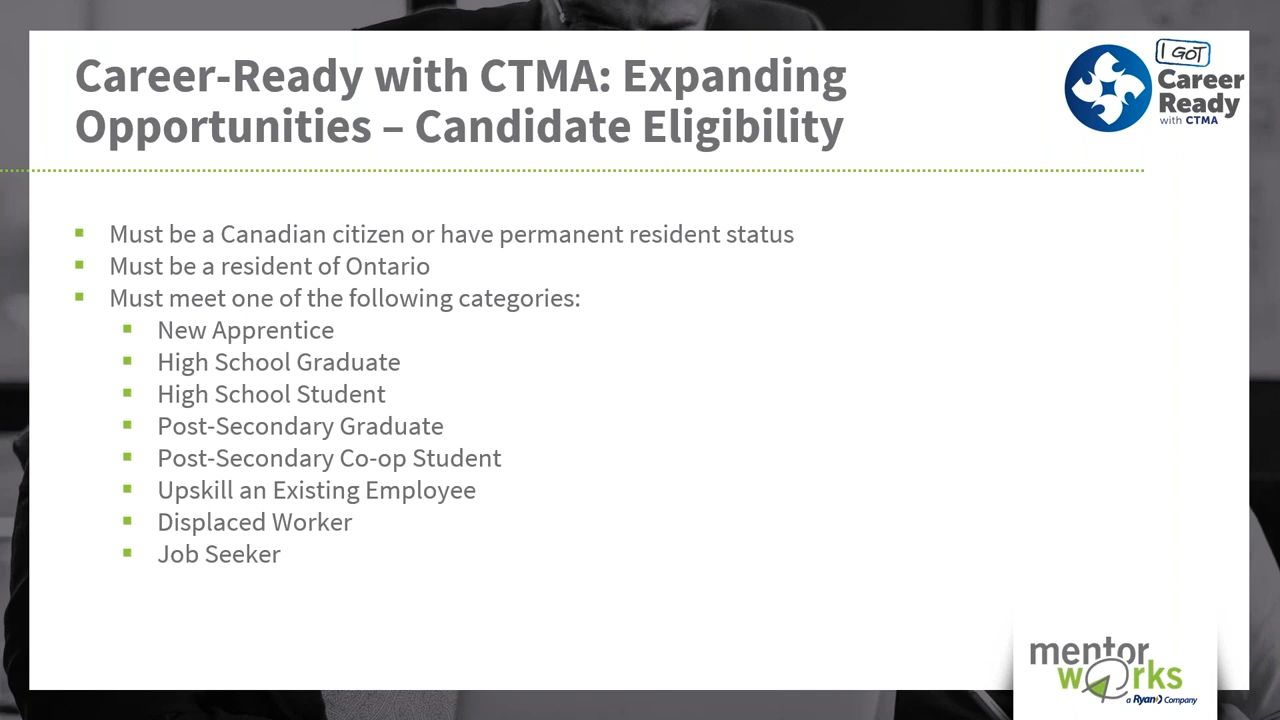 Career-Ready with CTMA: Expanding
Opportunities – Candidate Eligibility
I GOT
Career
Ready
with CTMA
Must be a Canadian citizen or have permanent resident status
Must be a resident of Ontario
Must meet one of the following categories:
New Apprentice
High School Graduate
High School Student
Post-Secondary Graduate
Post-Secondary Co-op Student
Upskill an Existing Employee
Displaced Worker
Job Seeker
mentor
works
a Ryan Company